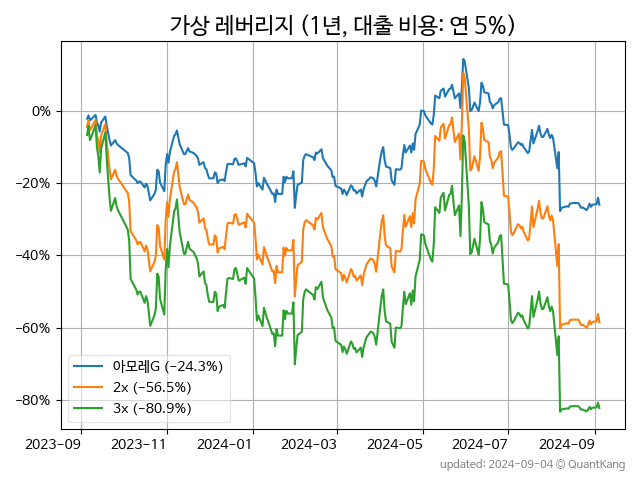 가상 레버리지 (1년, 대출 비용: 연 5%)
0%
−20%
−40%
−60%
−80%
아모레G (−24.3%)
2x (−56.5%)
3x (−80.9%)
2023-09 2023-11 2024-01 2024-03 2024-05 2024-07 2024-09
updated: 2024-09-04 © QuantKang